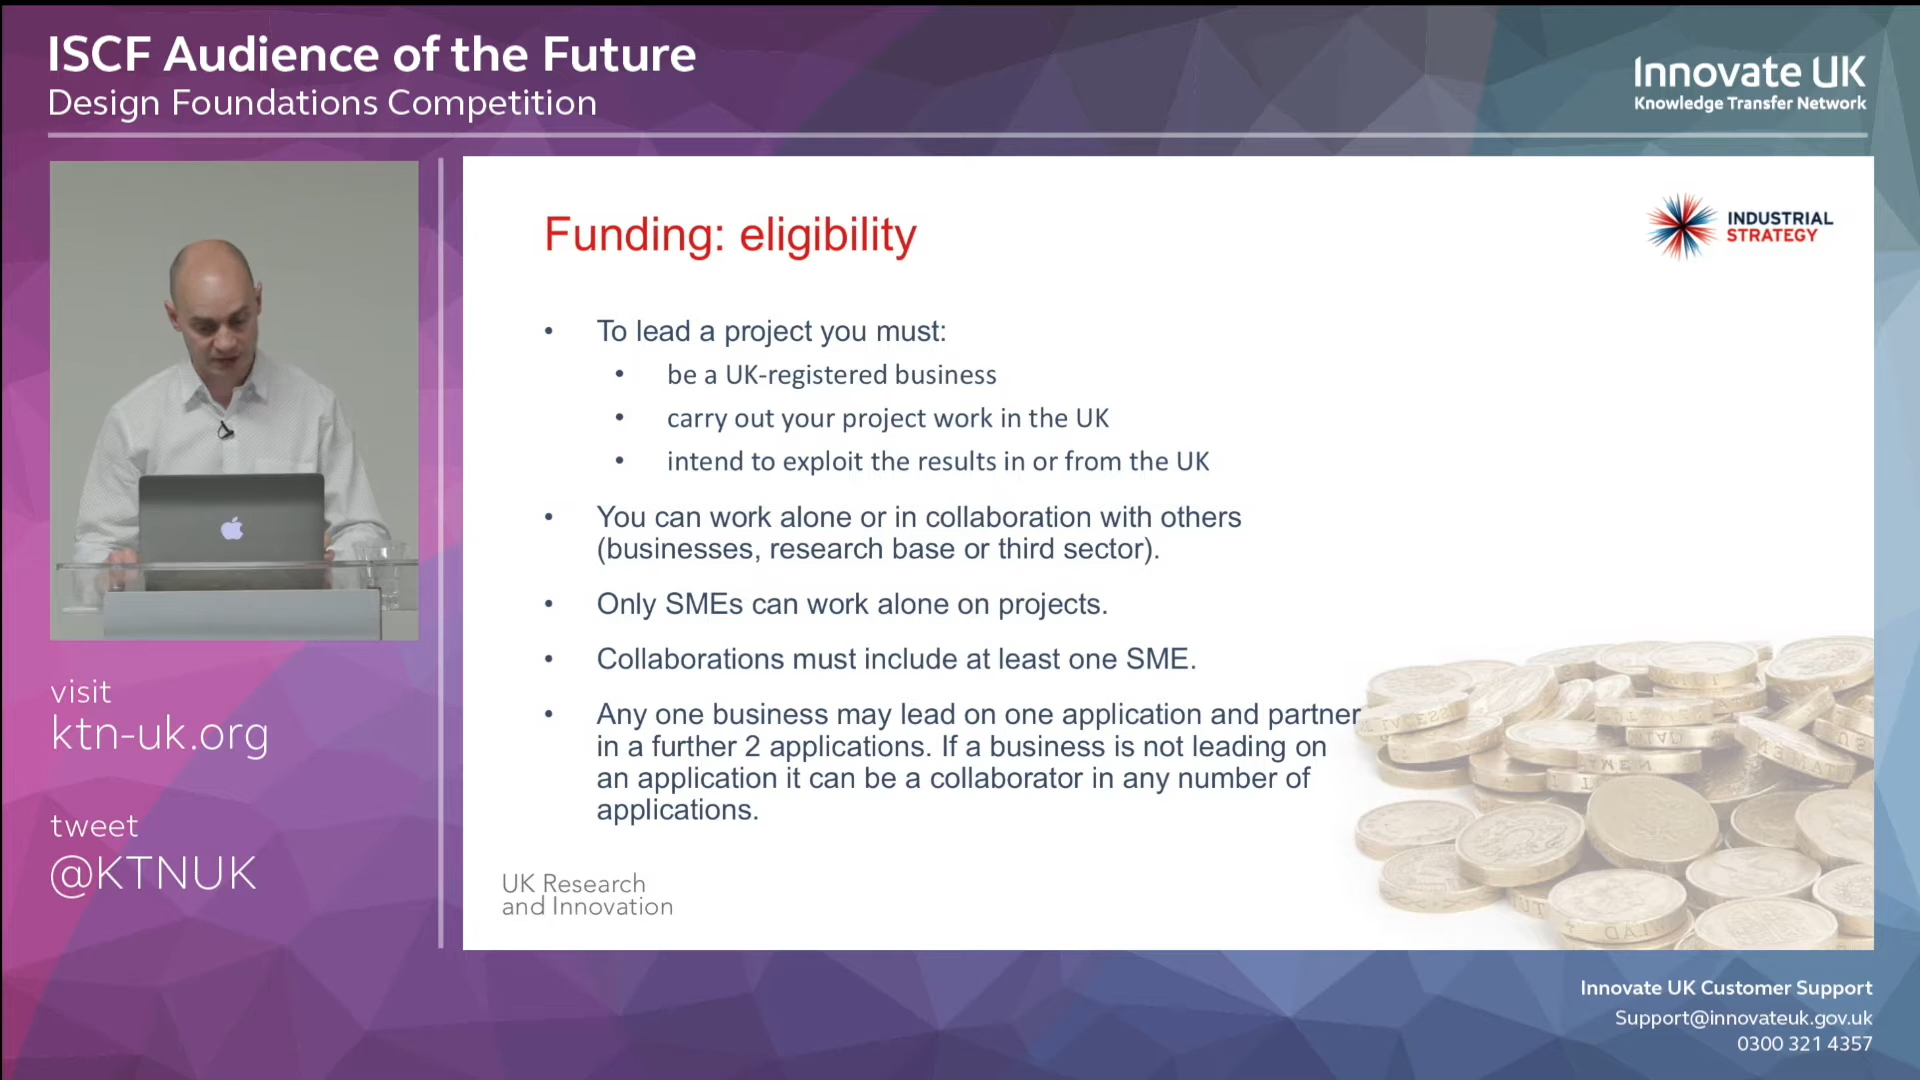 ISCF Audience of the Future
Design Foundations Competition
Innovate UK
Knowledge Transfer Network
visit
ktn-uk.org
tweet
@KTNUK
Funding: eligibility
INDUSTRIAL
STRATEGY
• To lead a project you must:
• be a UK-registered business
• carry out your project work in the UK
• intend to exploit the results in or from the UK
• You can work alone or in collaboration with others
(businesses, research base or third sector).
• Only SMEs can work alone on projects.
• Collaborations must include at least one SME.
• Any one business may lead on one application and partner
in a further 2 applications. If a business is not leading on
an application it can be a collaborator in any number of
applications.
UK Research
and Innovation
Innovate UK Customer Support
Support@innovateuk.gov.uk
0300 321 4357